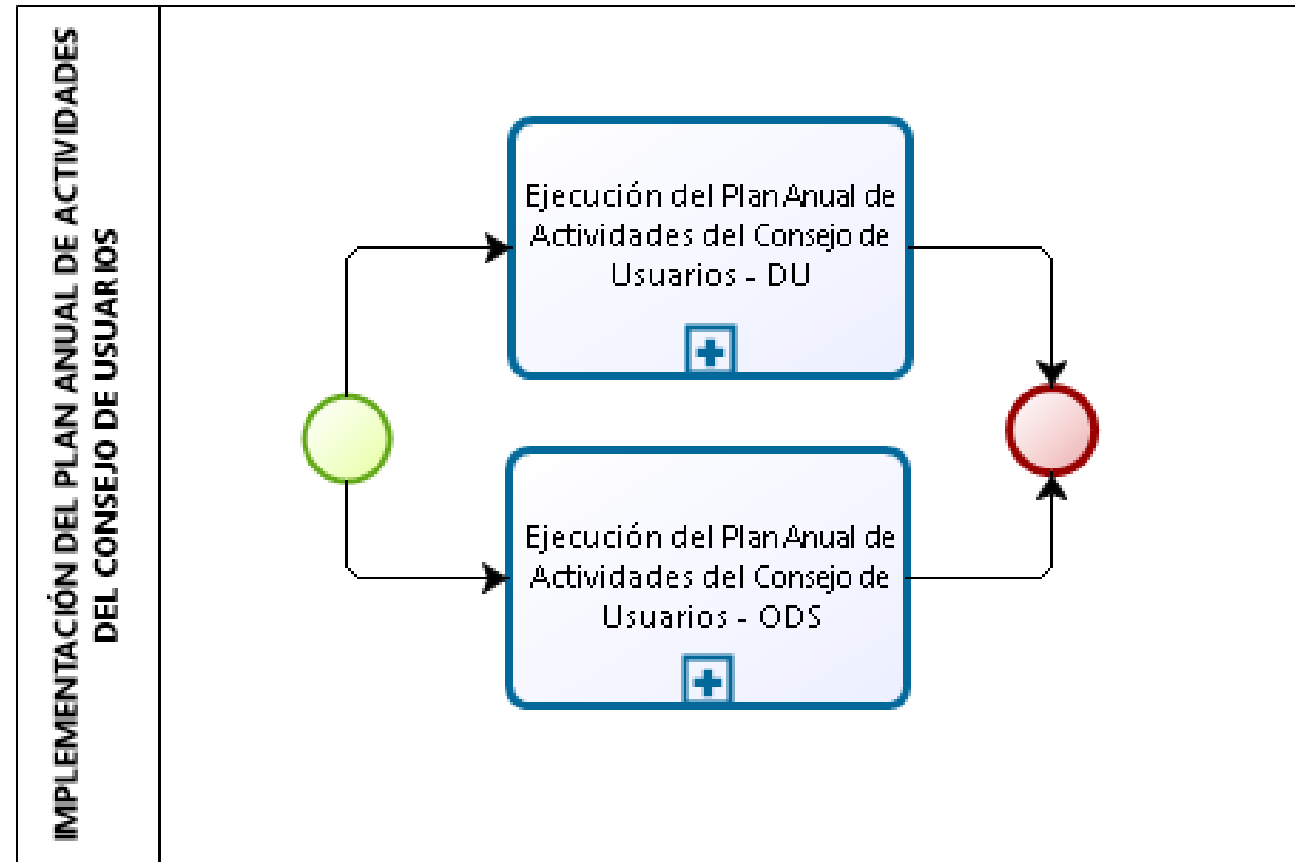 IMPLEMENTACIÓN DEL PLAN ANUAL DE ACTIVIDADES
DEL CONSEJO DE USUARIOS
Ejecución del Plan Anual de
Actividades del Consejo de
Usuarios - DU
Ejecución del Plan Anual de
Actividades del Consejo de
Usuarios - ODS